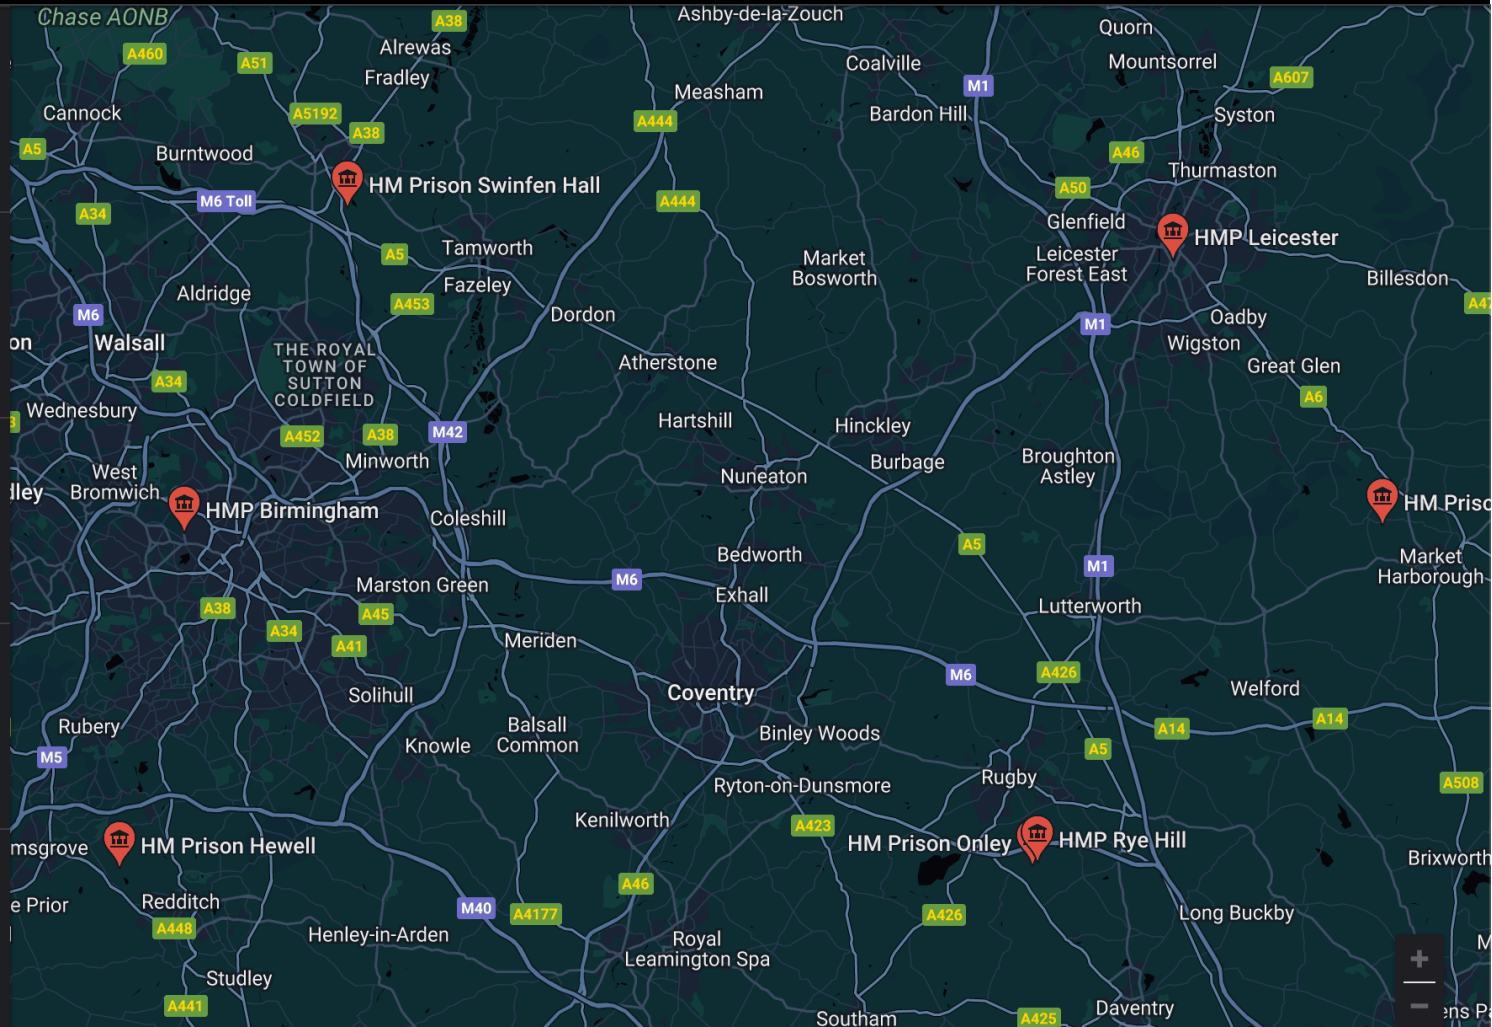 Chase AONB
A38
Ashby-de-la-Zouch
Quorn
A460
A51
Alrewas
Coalville
Mountsorrel
Fradley
M1
A607
Measham
Cannock
A5192
A444
Bardon Hill
Syston
A38
A5
Burntwood
A46
Thurmaston
HM Prison Swinfen Hall
A50
M6 Toll
A444
A34
Glenfield
HMP Leicester
Tamworth
A5
Market
Bosworth
Leicester
Forest East
Billesdon
Aldridge
Fazeley
A453
A47
M6
Dordon
M1
Oadby
on
Walsall
THE ROYAL
TOWN OF
SUTTON
COLDFIELD
Atherstone
Wigston
Great Glen
A34
A6
Wednesbury
Hartshill
Hinckley
A452
A38
M42
Minworth
Burbage
Broughton
Astley
West
Bromwich
Nuneaton
dley
HMP Birmingham
Coleshill
HM Priso
A5
Bedworth
Market
Harborough
M6
M1
Marston Green
Exhall
A38
A45
Lutterworth
A34
A41
Meriden
M6
A426
Solihull
Coventry
Welford
Rubery
Balsall
Common
Binley Woods
A14
A14
Knowle
A5
M5
Ryton-on-Dunsmore
Rugby
A508
Kenilworth
A423
msgrove
HM Prison Hewell
HM Prison Onley
HMP Rye Hill
Brixworth
A46
e Prior
Redditch
M40
A4177
A426
Long Buckby
A448
Henley-in-Arden
Royal
Leamington Spa
M
Studley
A441
Southam
A425
Daventry
ens P